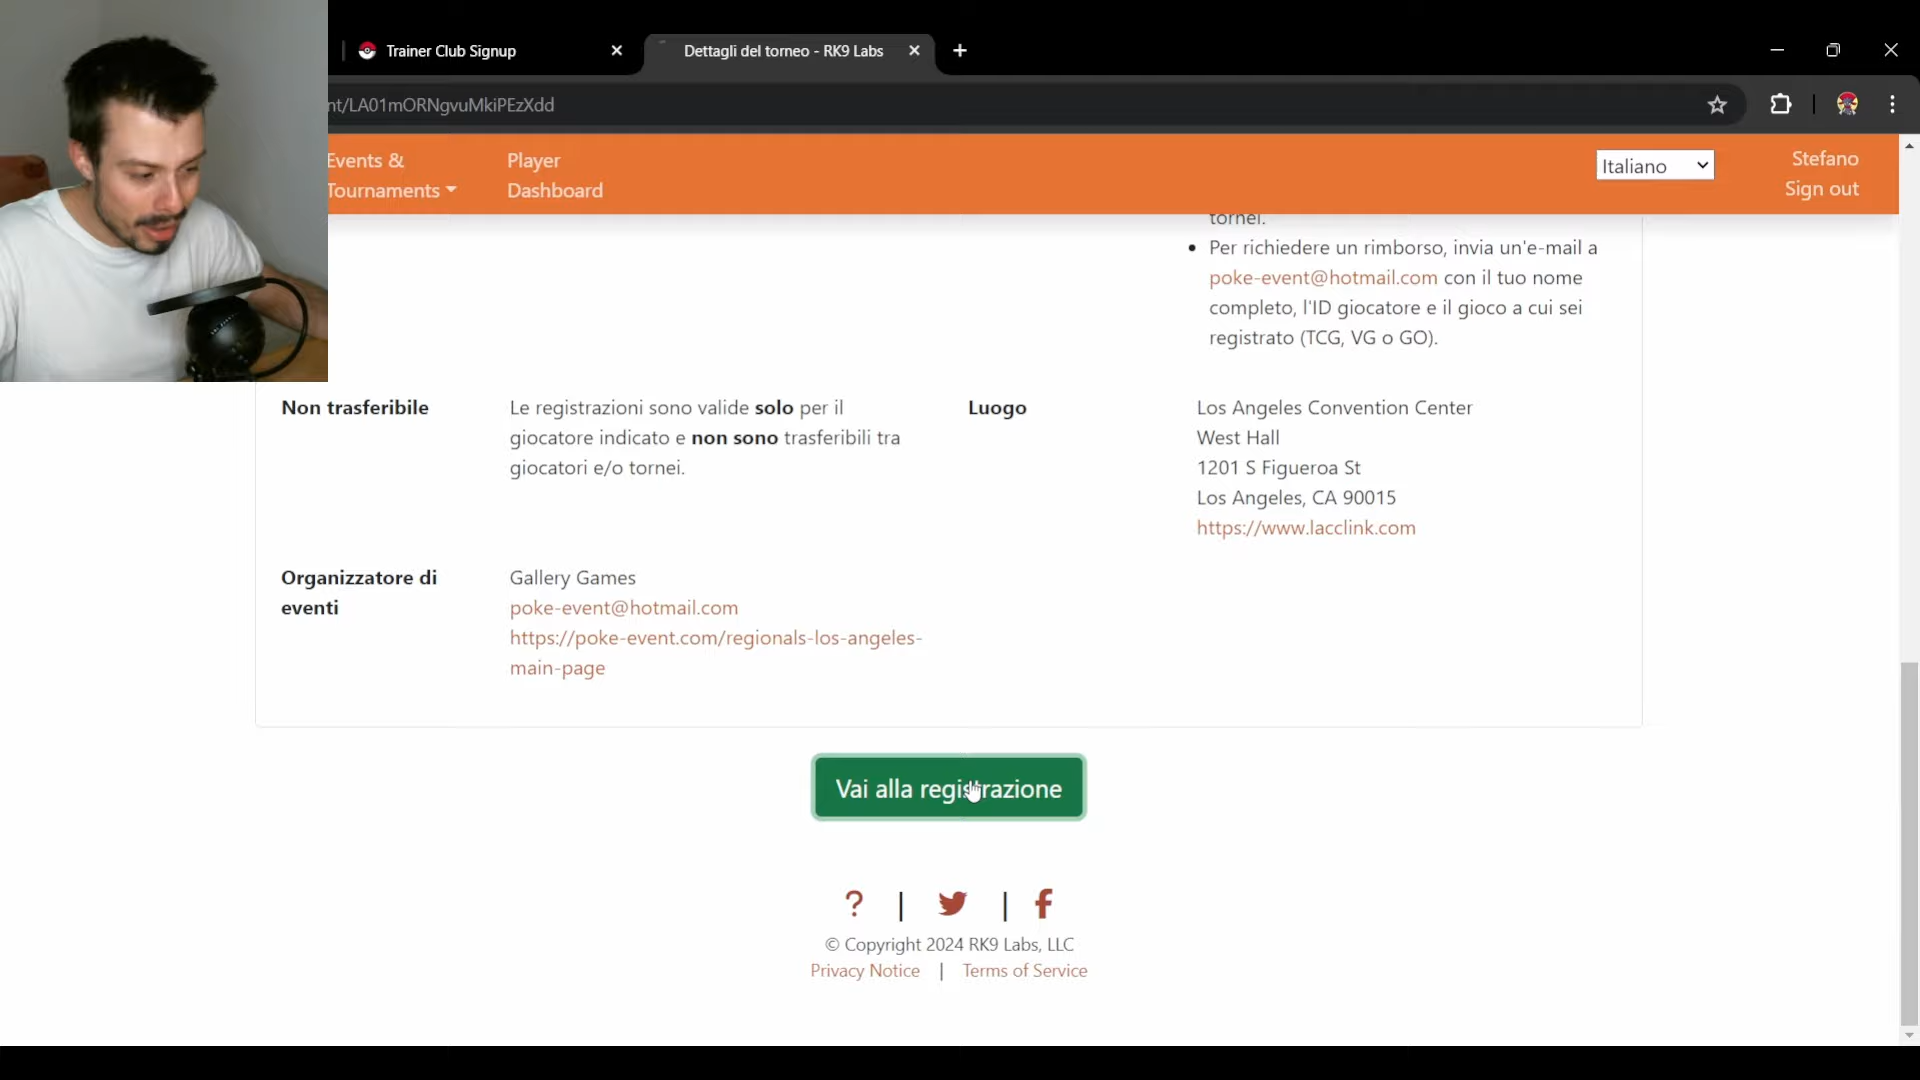 Trainer Club Signup
Dettagli del torneo - RK9 Labs
nt/LA01mORNgvuMkiPEzXdd
Events &
Tournaments
Player
Dashboard
Italiano
Stefano
Sign out
tornei.
• Per richiedere un rimborso, invia un'e-mail a
poke-event@hotmail.com con il tuo nome
completo, l'ID giocatore e il gioco a cui sei
registrato (TCG, VG o GO).
Non trasferibile
Le registrazioni sono valide solo per il
giocatore indicato e non sono trasferibili tra
giocatori e/o tornei.
Luogo
Los Angeles Convention Center
West Hall
1201 S Figueroa St
Los Angeles, CA 90015
https://www.lacclink.com
Organizzatore di
eventi
Gallery Games
poke-event@hotmail.com
https://poke-event.com/regionals-los-angeles-
main-page
Vai alla registrazione
? | |
© Copyright 2024 RK9 Labs, LLC
Privacy Notice | Terms of Service